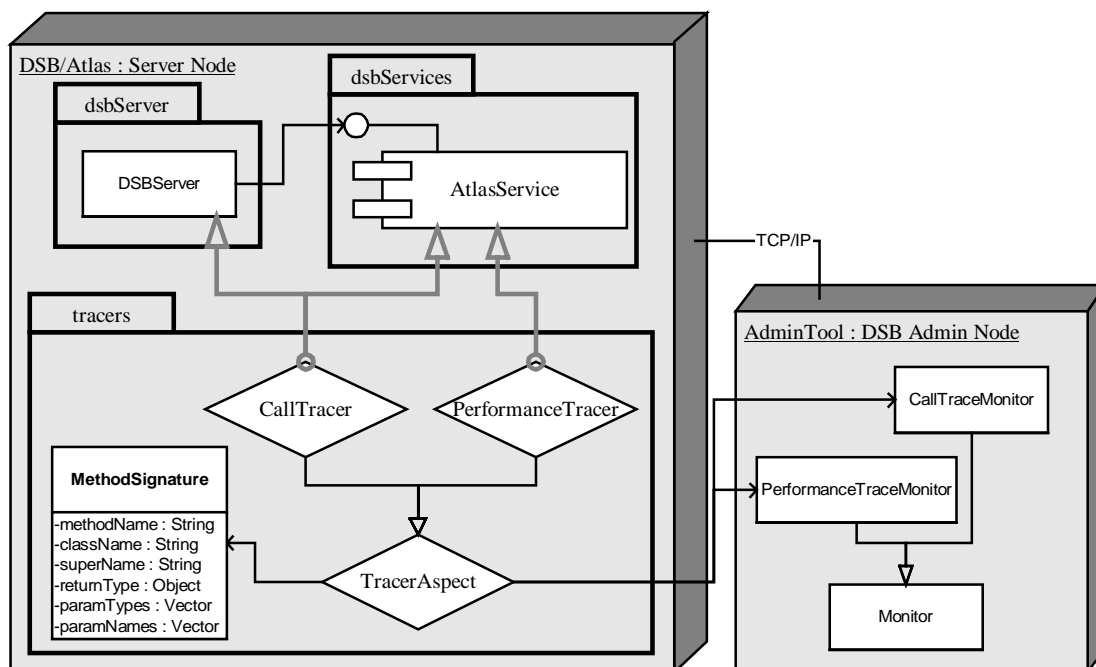 DSB/Atlas : Server Node
dsbServices
dsbServer
DSBServer
AtlasService
TCP/IP
tracers
AdminTool : DSB Admin Node
CallTracer
PerformanceTracer
CallTraceMonitor
MethodSignature
-methodName : String
-className : String
-superName : String
-returnType : Object
-paramTypes : Vector
-paramNames : Vector
PerformanceTraceMonitor
TracerAspect
Monitor